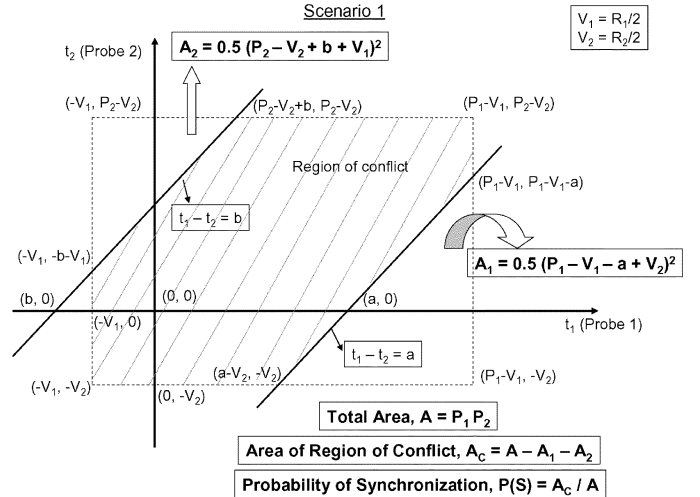 Scenario 1
V₁ = R₁/2
V₂ = R₂/2
t₂ (Probe 2)
A₂ = 0.5 (P₂ – V₂ + b + V₁)²
(-V₁, P₂-V₂)
(P₂-V₂+b, P₂-V₂)
(P₁-V₁, P₂-V₂)
Region of conflict
(P₁-V₁, P₁-V₁-a)
t₁ – t₂ = b
(-V₁, -b-V₁)
A₁ = 0.5 (P₁ – V₁ – a + V₂)²
(b, 0)
(0, 0)
(a, 0)
(-V₁, 0)
t₁ (Probe 1)
t₁ – t₂ = a
(-V₁, -V₂)
(0, -V₂)
(a-V₂, -V₂)
(P₁-V₁, -V₂)
Total Area, A = P₁ P₂
Area of Region of Conflict, A_C = A – A₁ – A₂
Probability of Synchronization, P(S) = A_C / A